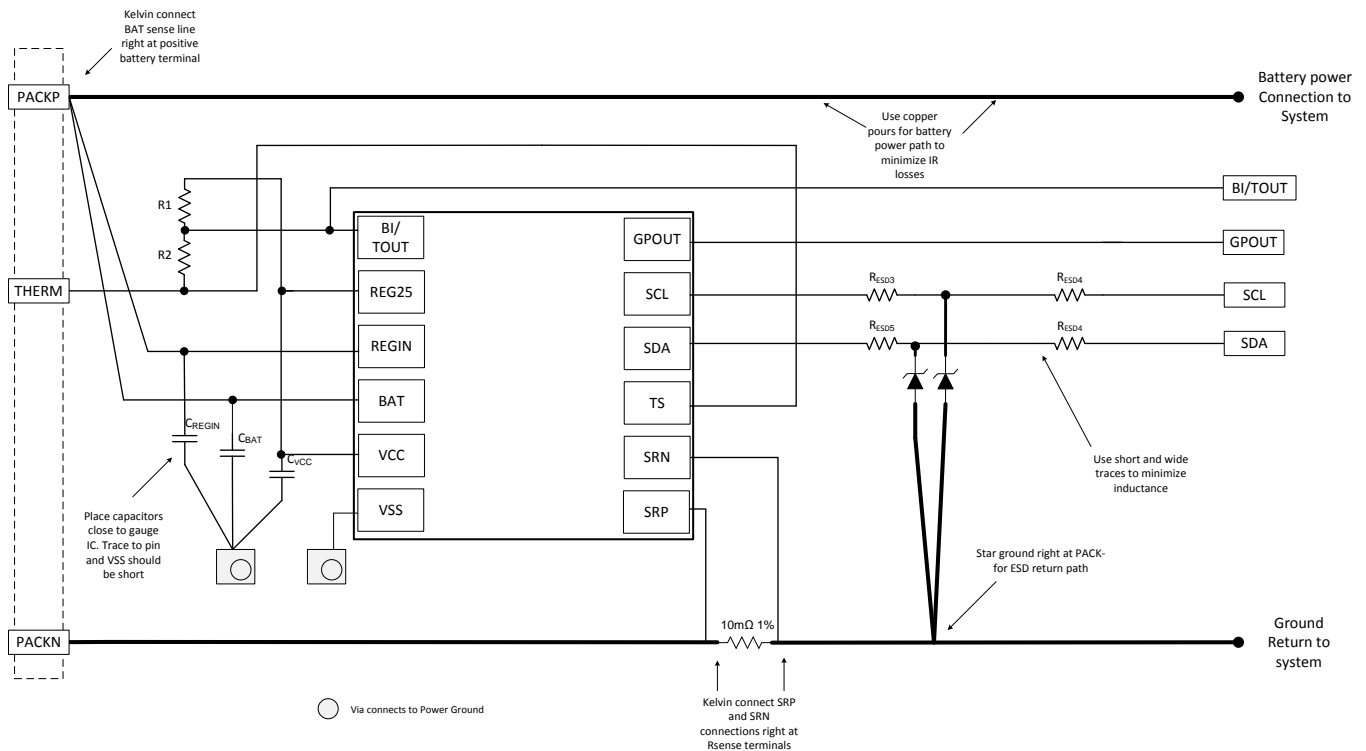 Kelvin connect
BAT sense line
right at positive
battery terminal
PACKP
Battery power
Connection to
System
Use copper
pours for battery
power path to
minimize IR
losses
BI/TOUT
R1
BI/
TOUT
GPOUT
GPOUT
R2
THERM
REG25
SCL
RESD3
RESD4
SCL
REGIN
SDA
RESD5
RESD4
SDA
BAT
TS
CREGIN
CBAT
CVCC
VCC
SRN
Use short and wide
traces to minimize
inductance
VSS
SRP
Place capacitors
close to gauge
IC. Trace to pin
and VSS should
be short
Star ground right at PACK-
for ESD return path
PACKN
10mΩ 1%
Ground
Return to
system
Via connects to Power Ground
Kelvin connect SRP
and SRN
connections right at
Rsense terminals